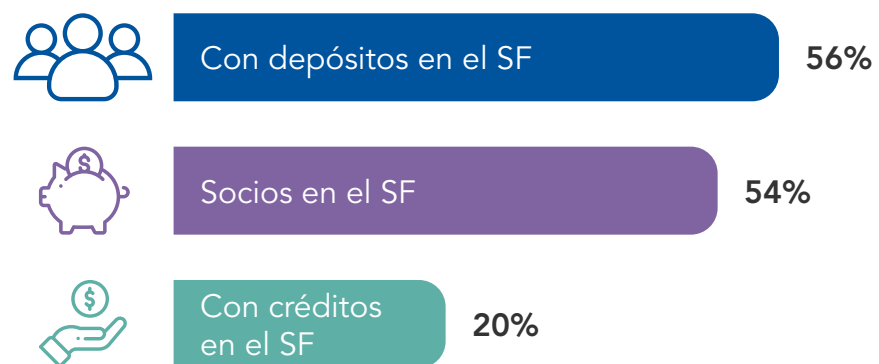 Con depósitos en el SF
56%
$
Socios en el SF
54%
$
Con créditos
en el SF
20%